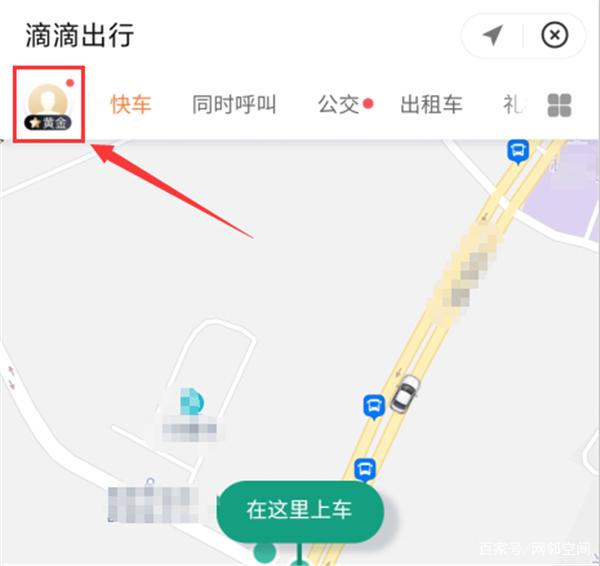 滴滴出行
黄金
快车
同时呼叫
公交
出租车
礼
在这里上车
百家号/网邻空间